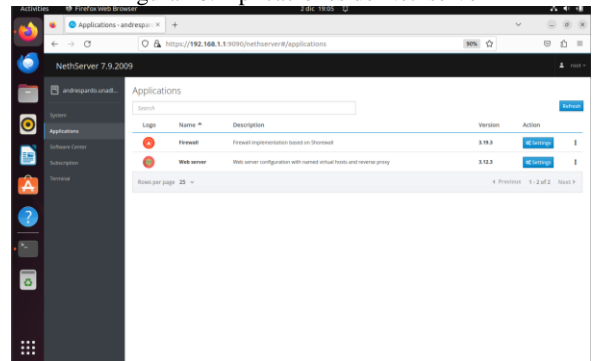 Activities Firefox Web Browser 2 dic 19:05
Applications - andrespar ×
https://192.168.1.1:9090/nethserver#/applications 90%
NethServer 7.9.2009 root
andrespardo.unadl...
System
Applications
Software Center
Subscription
Terminal
Applications
Search Refresh
Logo Name Description Version Action
Firewall Firewall implementation based on Shorewall 3.19.3 Settings
Web server Web server configuration with named virtual hosts and reverse proxy 3.12.3 Settings
Rows per page 25 Previous 1 - 2 of 2 Next